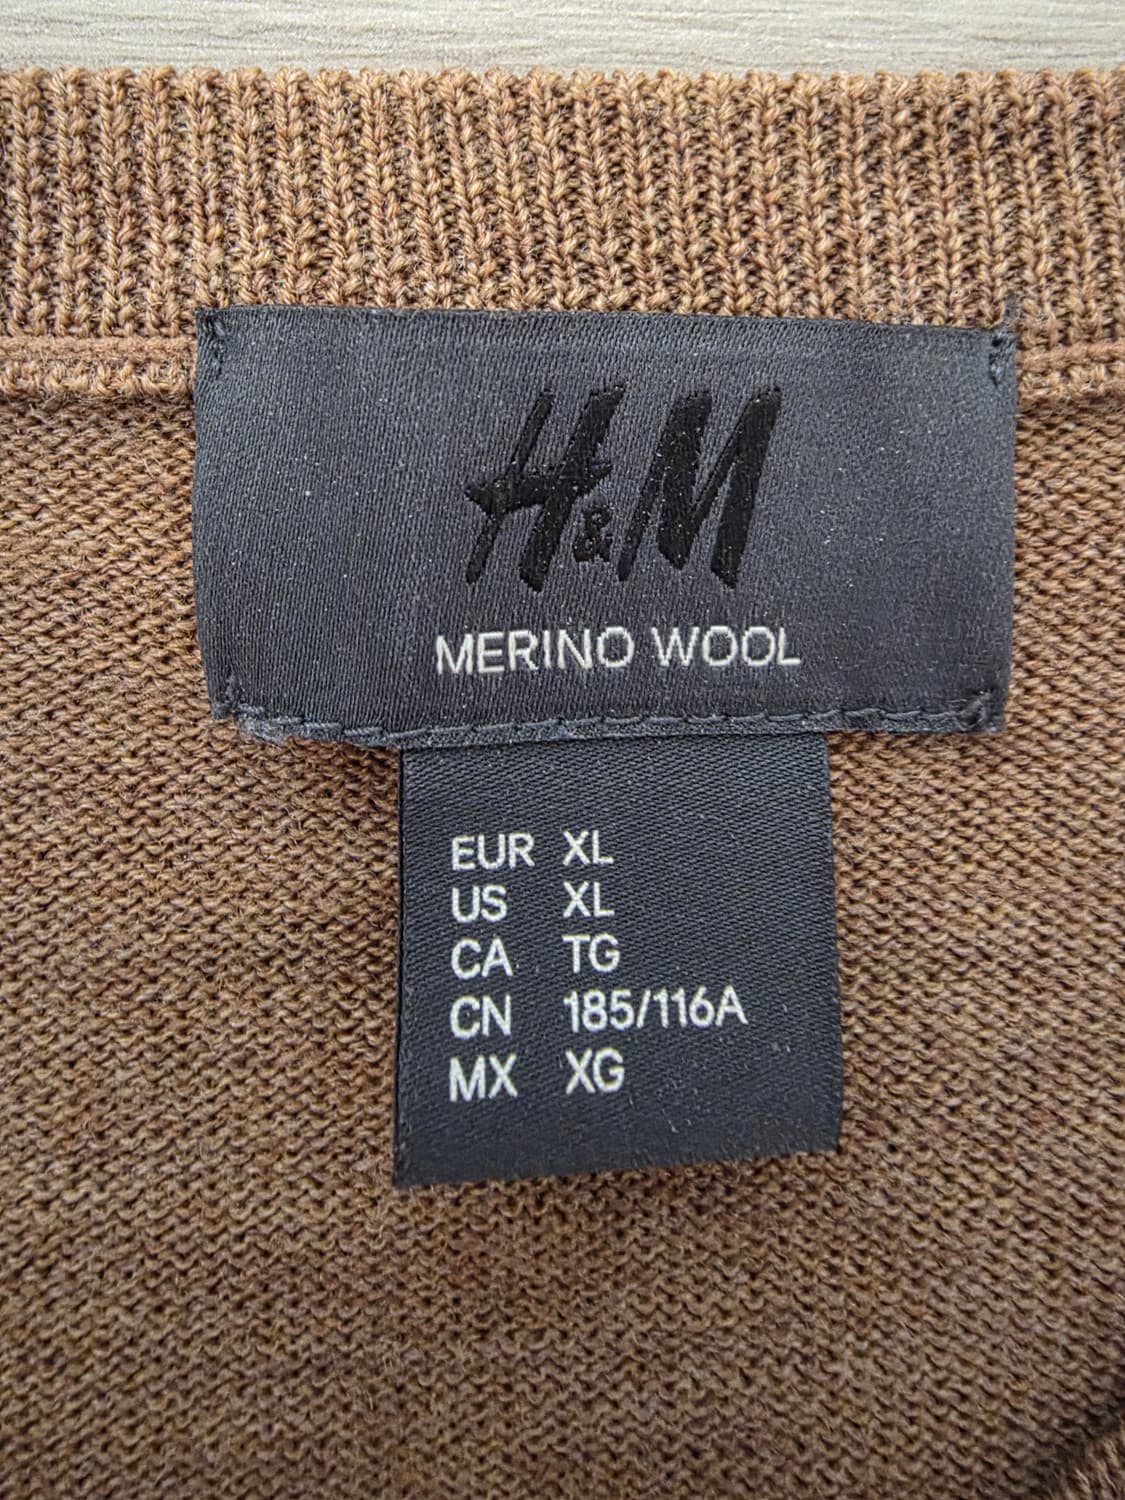 H&M
MERINO WOOL
EUR XL
US XL
CA TG
CN 185/116A
MX XG